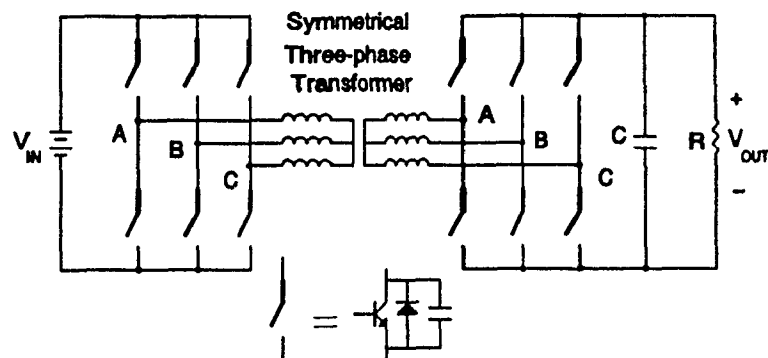 Symmetrical
Three-phase
Transformer
V_IN
A
B
C
A
B
C
C
R
+
V_OUT
−
=